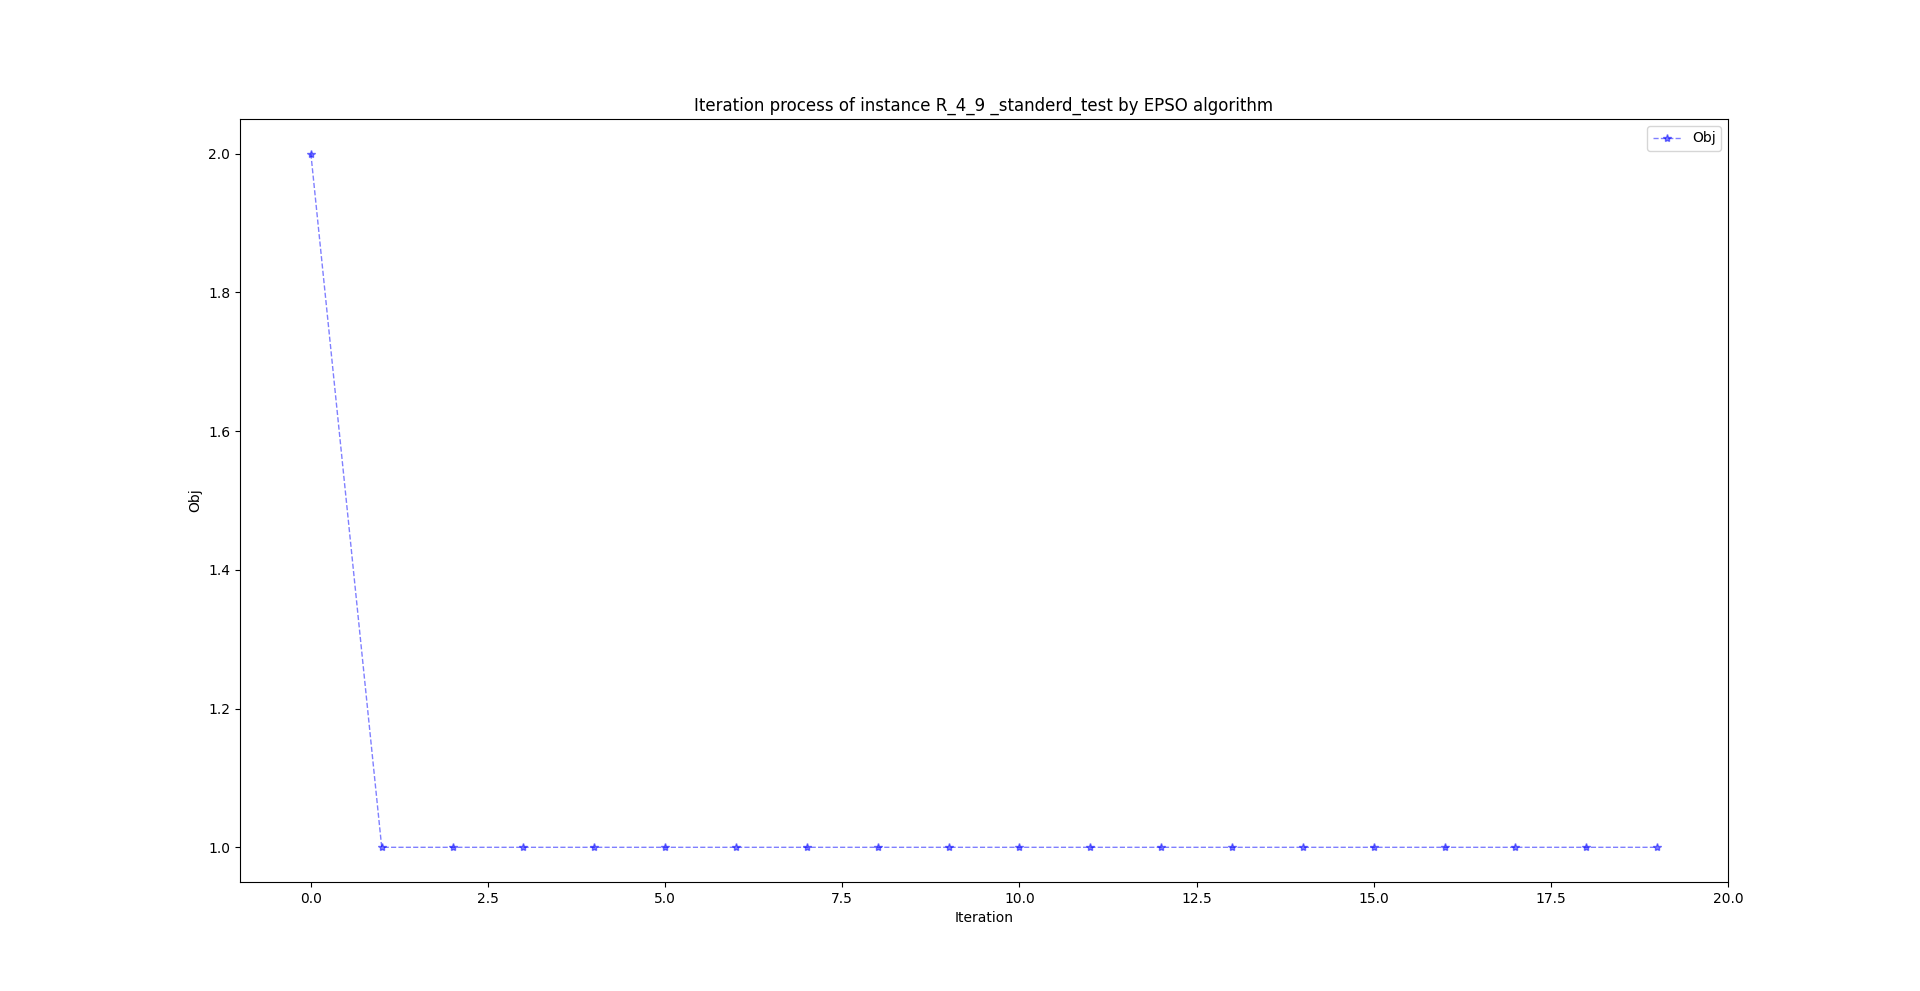 Iteration process of instance R_4_9 _standerd_test by EPSO algorithm
Obj
2.0
1.8
1.6
1.4
1.2
1.0
Obj
0.0 2.5 5.0 7.5 10.0 12.5 15.0 17.5 20.0
Iteration